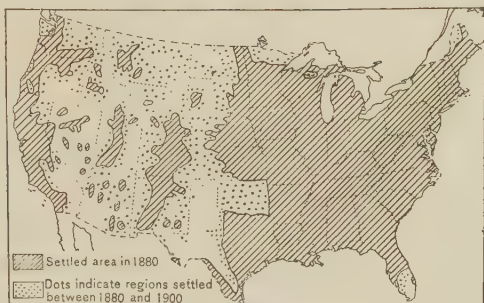 Settled area in 1880
Dots indicate regions settled
between 1880 and 1900